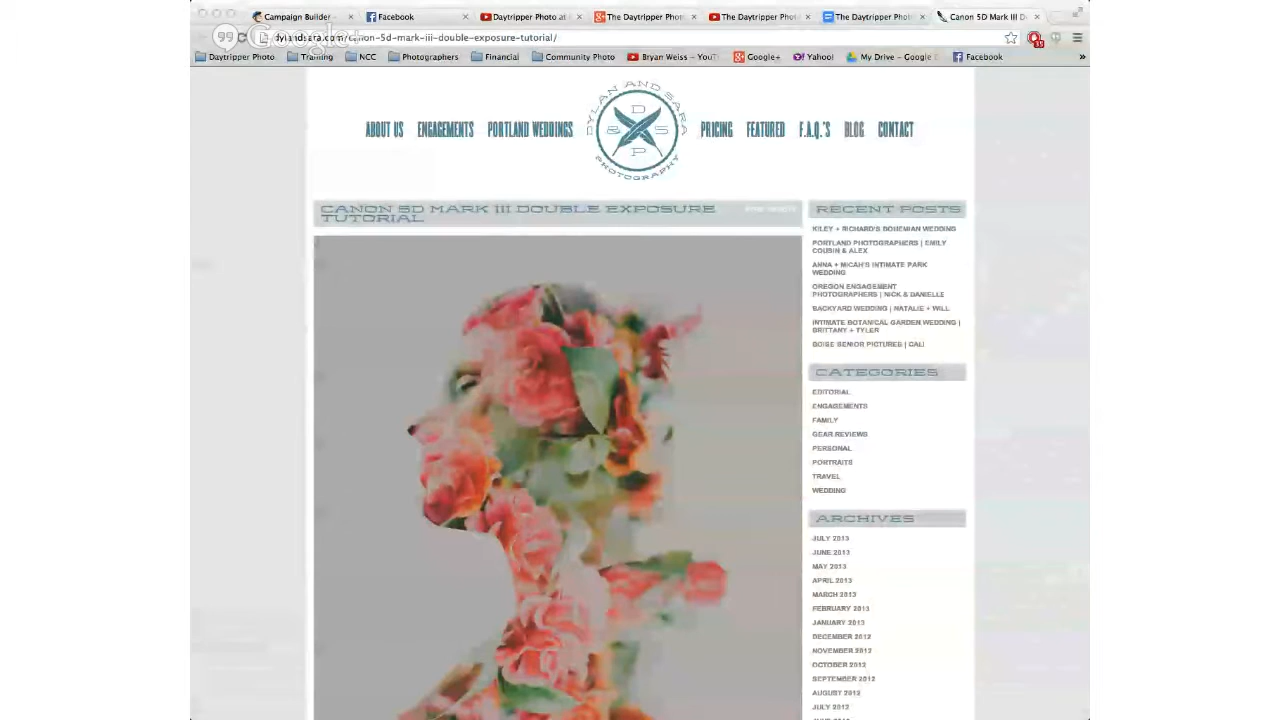 Campaign Builder -
Facebook
Daytripper Photo at
The Daytripper Photo
The Daytripper Phot
The Daytripper Photo
Canon 5D Mark III D
Google+
dylandsara.com/canon-5d-mark-iii-double-exposure-tutorial/
Daytripper Photo
Training
NCC
Photographers
Financial
Community Photo
Bryan Weiss – YouT
Google+
Yahoo!
My Drive – Google
Facebook
»
ABOUT US
ENGAGEMENTS
PORTLAND WEDDINGS
DYLAN AND SARA
D
S
P
PHOTOGRAPHY
PRICING
FEATURED
F.A.Q.'S
BLOG
CONTACT
CANON 5D MARK III DOUBLE EXPOSURE
TUTORIAL
RECENT POSTS
KILEY + RICHARD'S BOHEMIAN WEDDING
PORTLAND PHOTOGRAPHERS | EMILY
COUSIN & ALEX
ANNA + MICAH'S INTIMATE PARK
WEDDING
OREGON ENGAGEMENT
PHOTOGRAPHERS | NICK & DANIELLE
BACKYARD WEDDING | NATALIE + WILL
INTIMATE BOTANICAL GARDEN WEDDING |
BRITTANY + TYLER
BOISE SENIOR PICTURES | CALI
CATEGORIES
EDITORIAL
ENGAGEMENTS
FAMILY
GEAR REVIEWS
PERSONAL
PORTRAITS
TRAVEL
WEDDING
ARCHIVES
JULY 2013
JUNE 2013
MAY 2013
APRIL 2013
MARCH 2013
FEBRUARY 2013
JANUARY 2013
DECEMBER 2012
NOVEMBER 2012
OCTOBER 2012
SEPTEMBER 2012
AUGUST 2012
JULY 2012